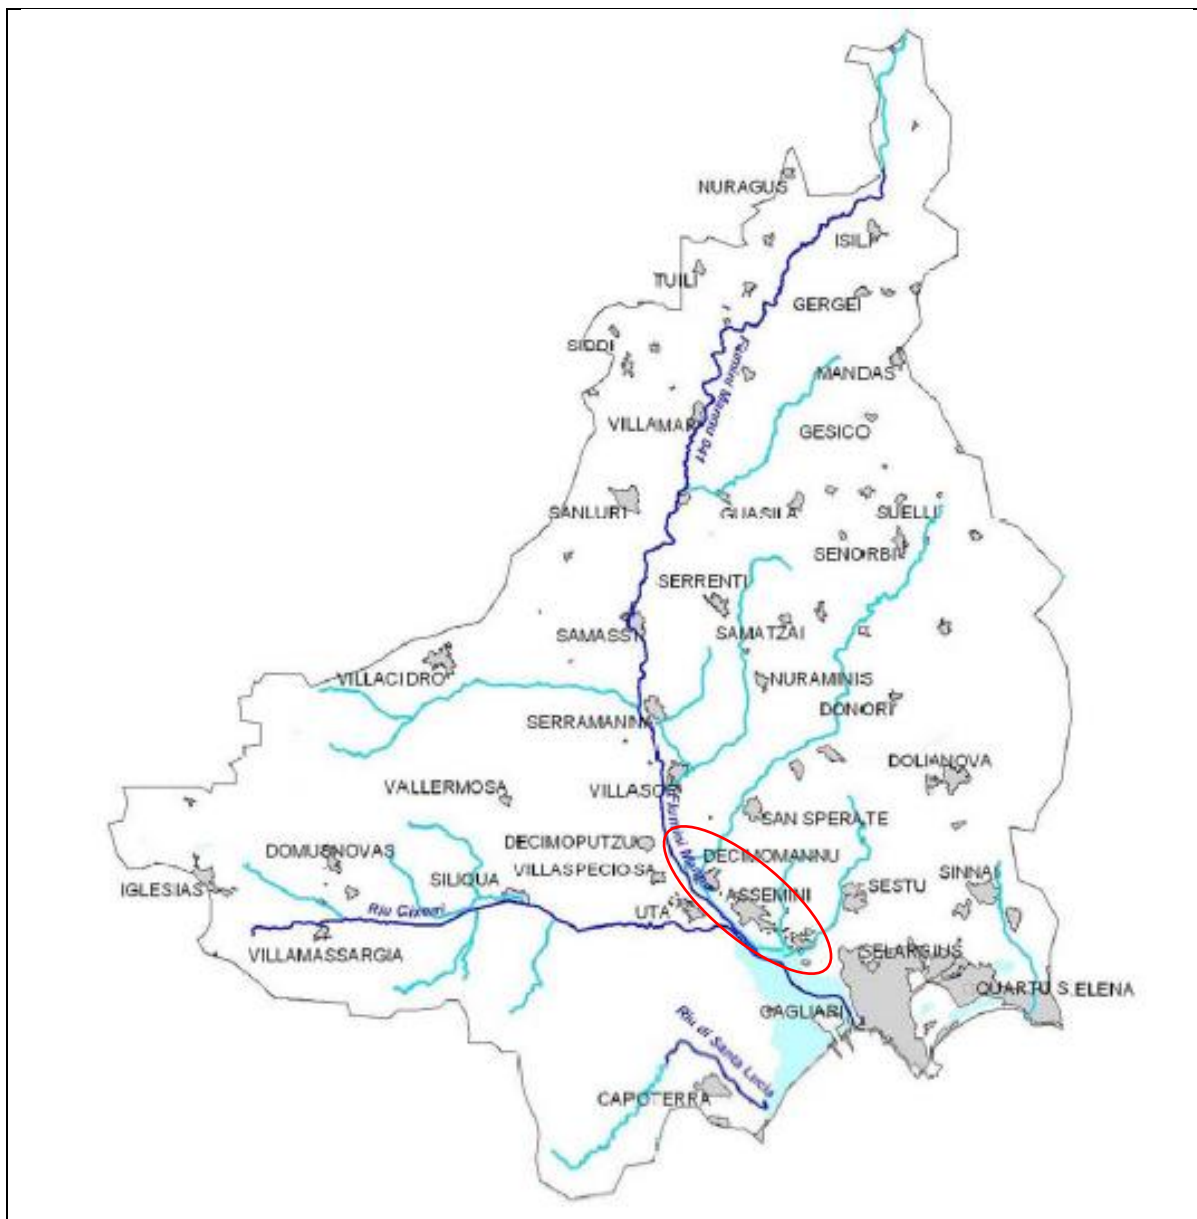 NURAGUS
ISILI
TUILI
GERGEI
SIDDI
MANDAS
VILLAMAR
GESICO
SANLURI
GUASILA
SUELLI
SENORBI
SERRENTI
SAMASSI
SAMATZAI
VILLACIDRO
NURAMINIS
SERRAMANNA
DONORI
DOLIANOVA
VALLERMOSA
VILLASOR
SAN SPERATE
DECIMOPUTZU
DECIMOMANNU
DOMUSNOVAS
VILLASPECIOSA
SILIQUA
IGLESIAS
ASSEMINI
SESTU
SINNAI
UTA
Riu Cixerri
VILLAMASSARGIA
SELARGIUS
QUARTU S.ELENA
CAGLIARI
Riu di Santa Lucia
CAPOTERRA
Flumini Mannu 041
Flumini Mannu